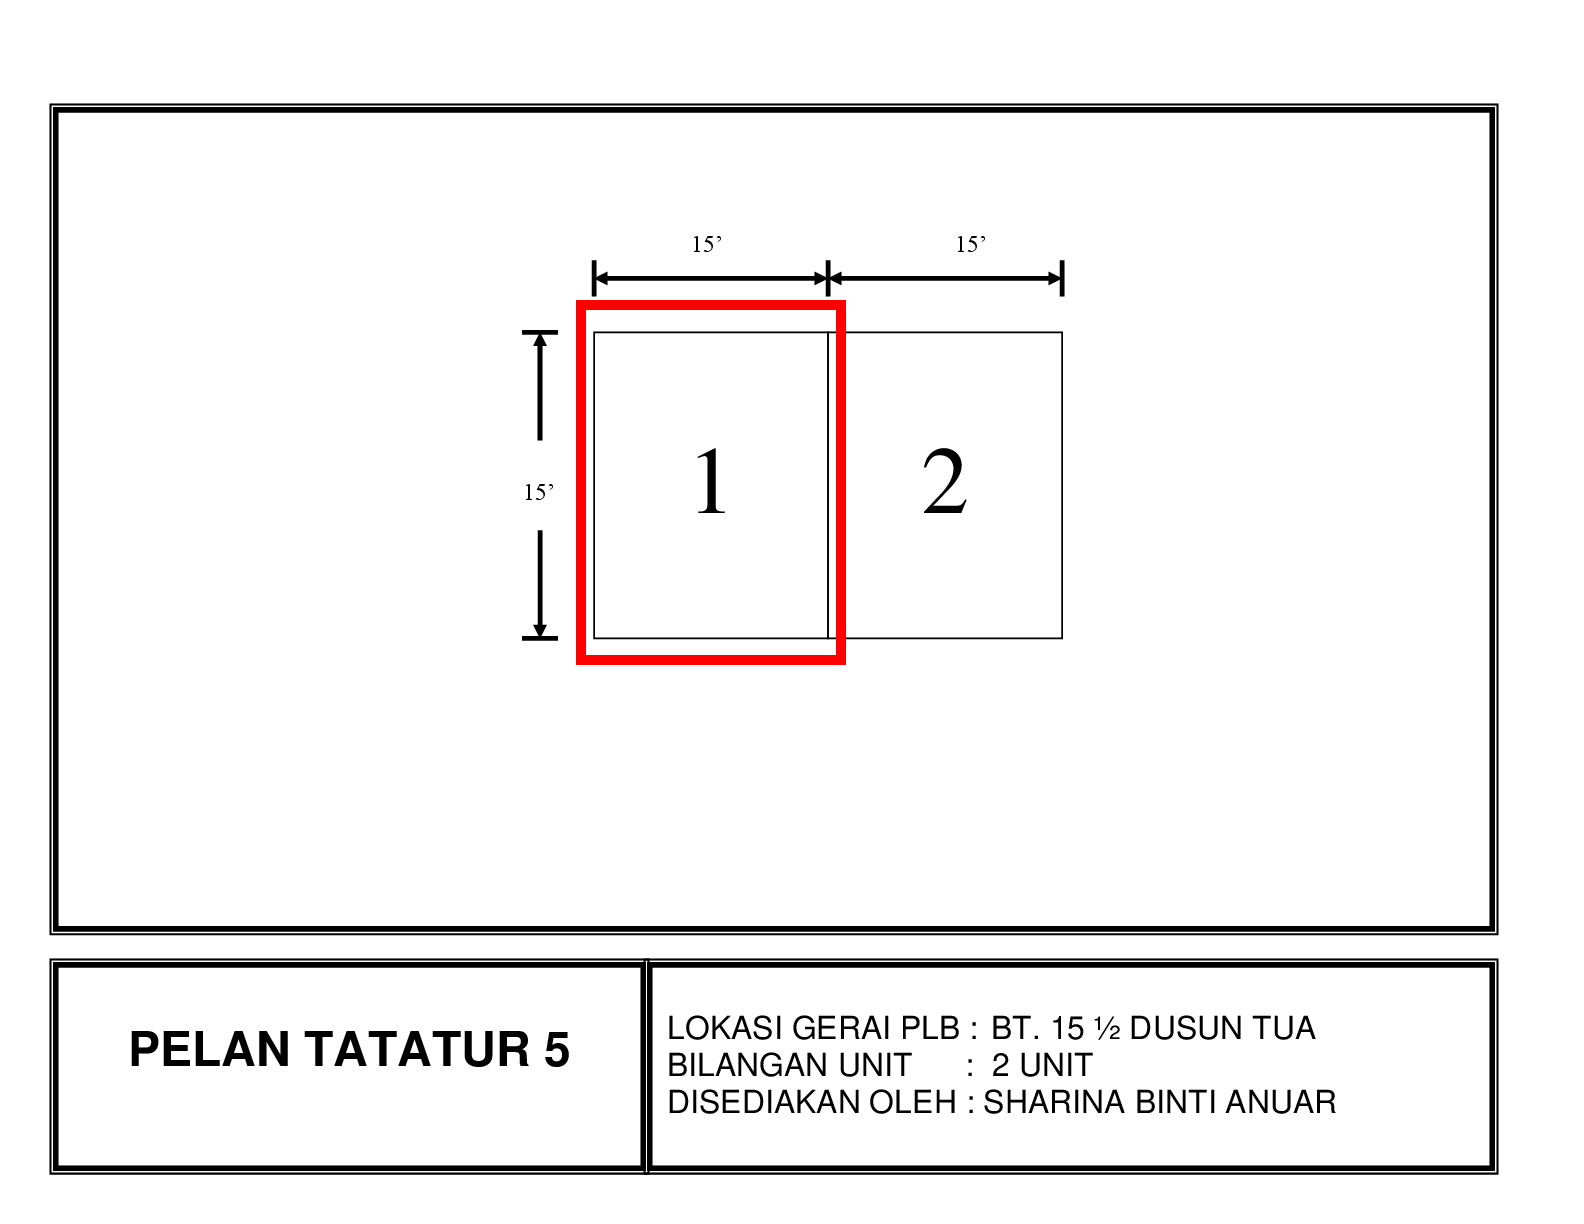 15’ 15’
1 2
15’
PELAN TATATUR 5
LOKASI GERAI PLB : BT. 15 ½ DUSUN TUA
BILANGAN UNIT : 2 UNIT
DISEDIAKAN OLEH : SHARINA BINTI ANUAR